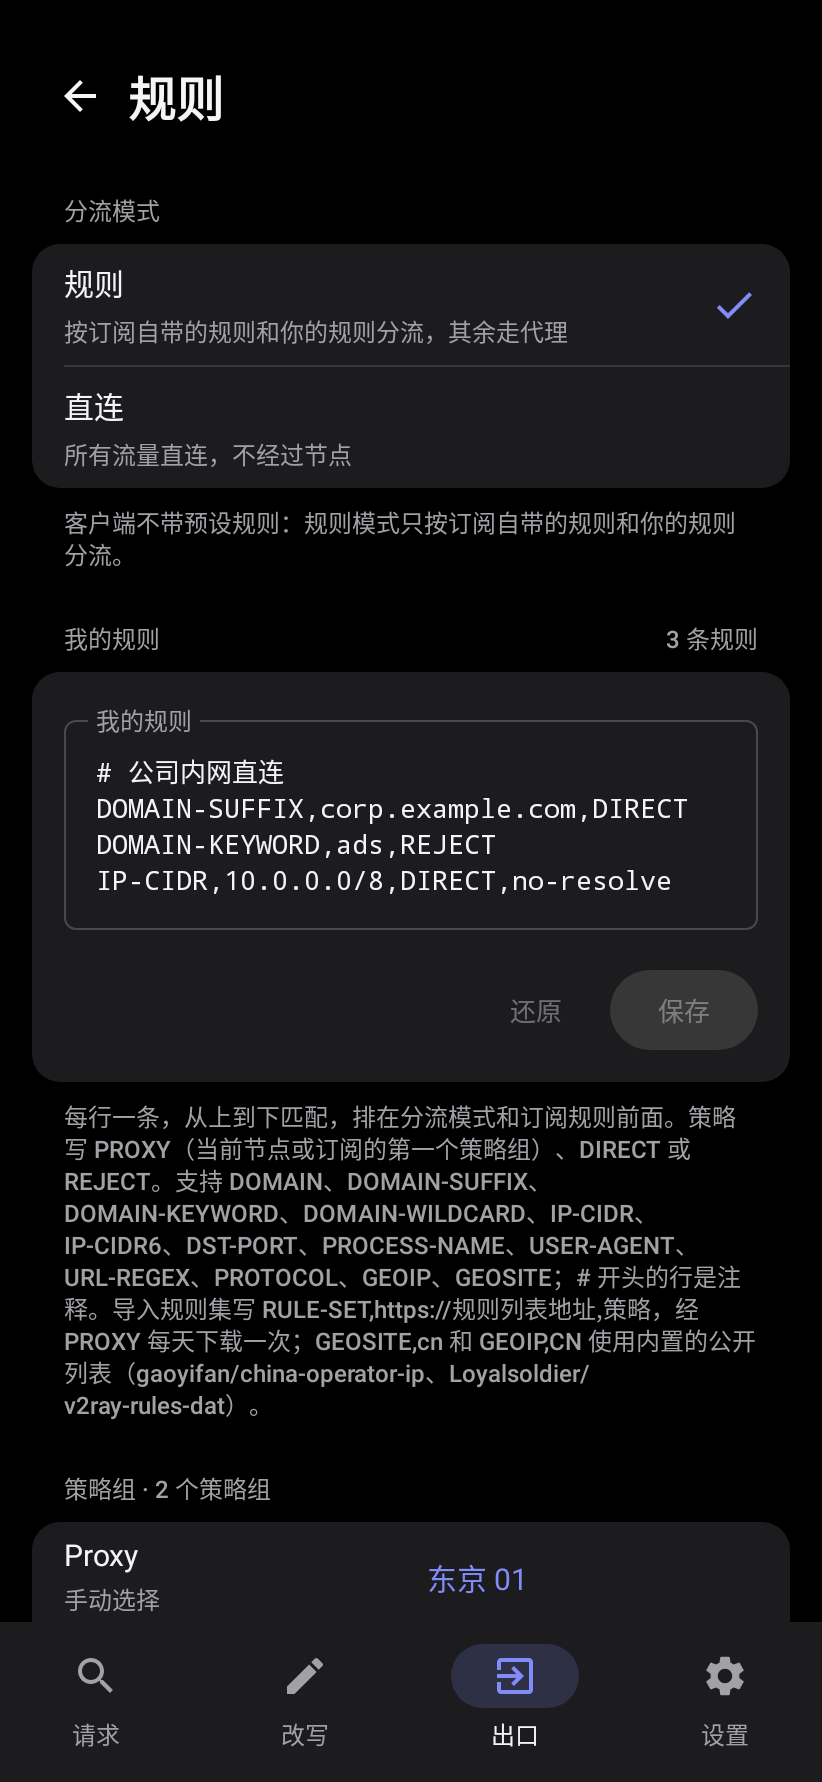 规则
分流模式
规则
按订阅自带的规则和你的规则分流，其余走代理
直连
所有流量直连，不经过节点
客户端不带预设规则：规则模式只按订阅自带的规则和你的规则
分流。
我的规则 3 条规则
我的规则
# 公司内网直连
DOMAIN-SUFFIX,corp.example.com,DIRECT
DOMAIN-KEYWORD,ads,REJECT
IP-CIDR,10.0.0.0/8,DIRECT,no-resolve
还原 保存
每行一条，从上到下匹配，排在分流模式和订阅规则前面。策略
写 PROXY（当前节点或订阅的第一个策略组）、DIRECT 或
REJECT。支持 DOMAIN、DOMAIN-SUFFIX、
DOMAIN-KEYWORD、DOMAIN-WILDCARD、IP-CIDR、
IP-CIDR6、DST-PORT、PROCESS-NAME、USER-AGENT、
URL-REGEX、PROTOCOL、GEOIP、GEOSITE；# 开头的行是注
释。导入规则集写 RULE-SET,https://规则列表地址,策略，经
PROXY 每天下载一次；GEOSITE,cn 和 GEOIP,CN 使用内置的公开
列表（gaoyifan/china-operator-ip、Loyalsoldier/
v2ray-rules-dat）。
策略组 · 2 个策略组
Proxy
手动选择
东京 01
请求 改写 出口 设置